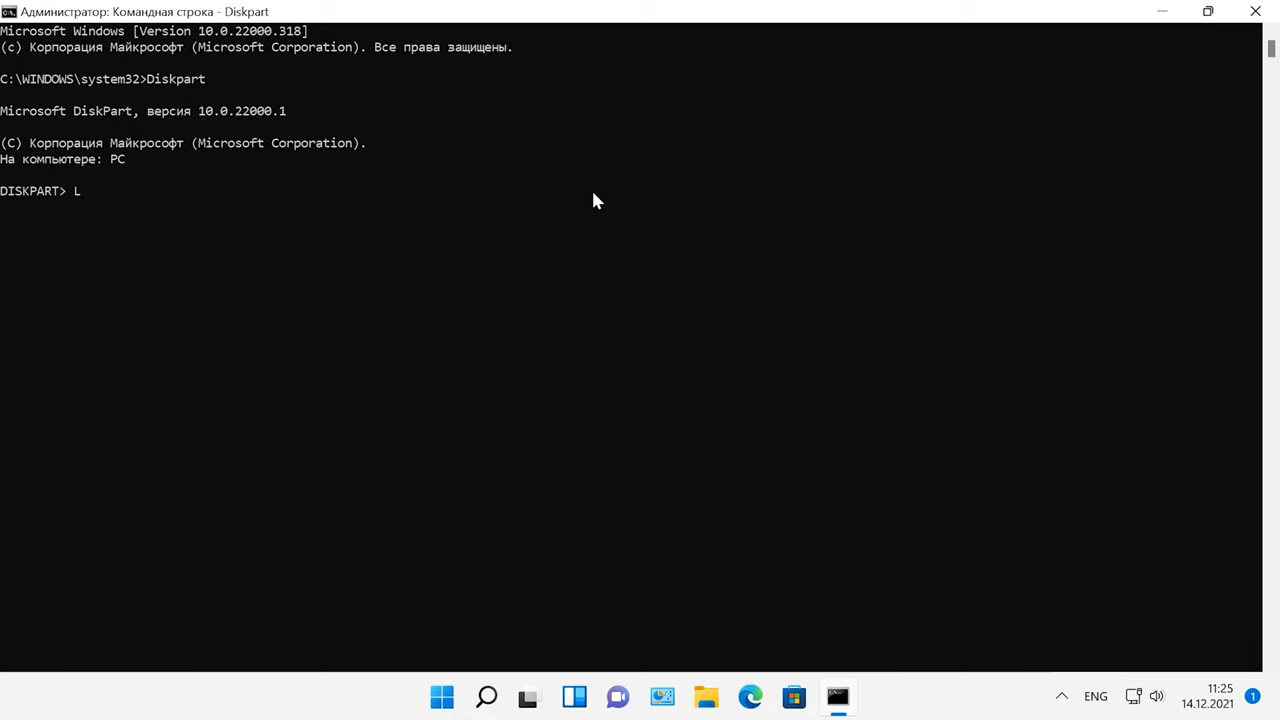 Администратор: Командная строка - Diskpart
Microsoft Windows [Version 10.0.22000.318]
(c) Корпорация Майкрософт (Microsoft Corporation). Все права защищены.
C:\WINDOWS\system32>Diskpart
Microsoft DiskPart, версия 10.0.22000.1
(C) Корпорация Майкрософт (Microsoft Corporation).
На компьютере: PC
DISKPART> L
ENG
11:25
14.12.2021
1